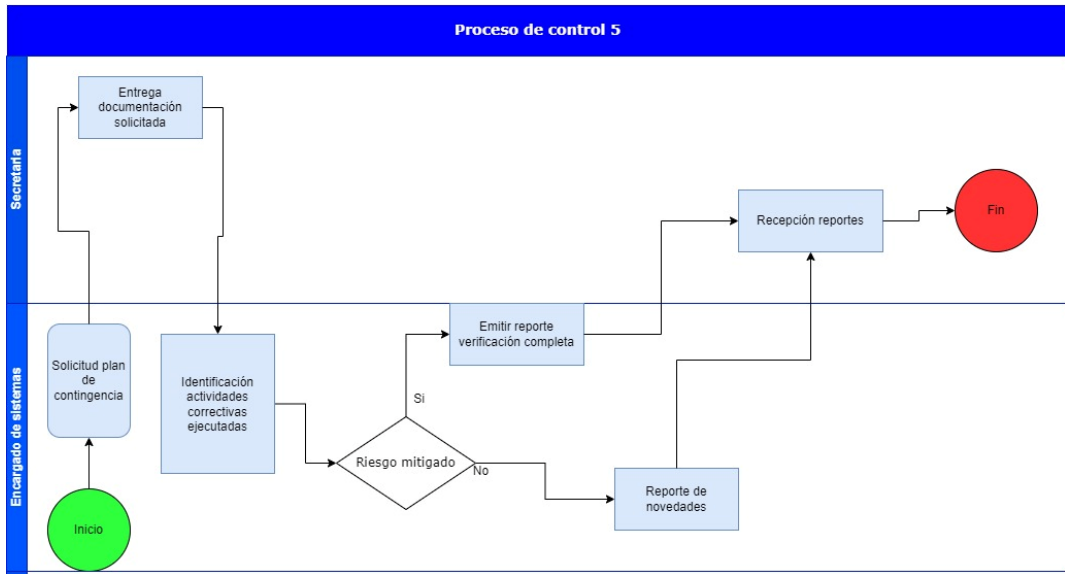 Proceso de control 5
Secretaria
Entrega
documentación
solicitada
Recepción reportes
Fin
Encargado de sistemas
Solicitud plan
de
contingencia
Inicio
Identificación
actividades
correctivas
ejecutadas
Riesgo mitigado
Si
No
Emitir reporte
verificación completa
Reporte de
novedades